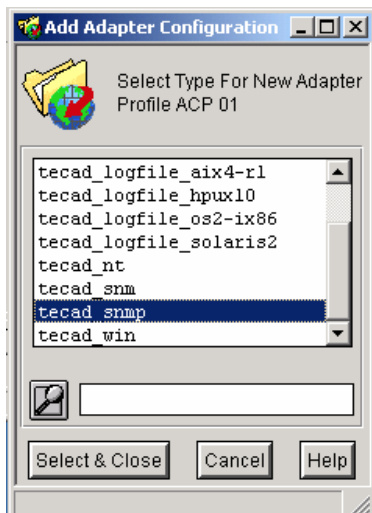 Add Adapter Configuration
Select Type For New Adapter
Profile ACP 01
tecad_logfile_aix4-r1
tecad_logfile_hpux10
tecad_logfile_os2-ix86
tecad_logfile_solaris2
tecad_nt
tecad_snm
tecad_snmp
tecad_win
Select & Close
Cancel
Help